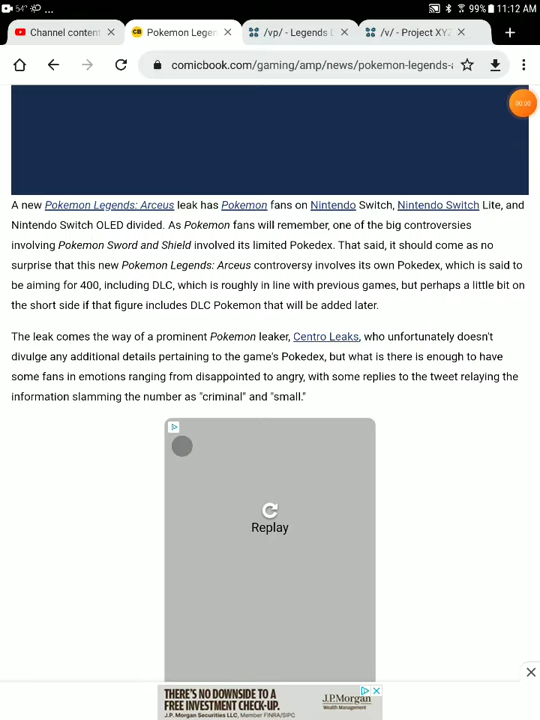 54°
...
99% 11:12 AM
Channel content
Pokemon Legen
/vp/ - Legends L
/v/ - Project XYZ
comicbook.com/gaming/amp/news/pokemon-legends-a
00:00
A new Pokemon Legends: Arceus leak has Pokemon fans on Nintendo Switch, Nintendo Switch Lite, and
Nintendo Switch OLED divided. As Pokemon fans will remember, one of the big controversies
involving Pokemon Sword and Shield involved its limited Pokedex. That said, it should come as no
surprise that this new Pokemon Legends: Arceus controversy involves its own Pokedex, which is said to
be aiming for 400, including DLC, which is roughly in line with previous games, but perhaps a little bit on
the short side if that figure includes DLC Pokemon that will be added later.
The leak comes the way of a prominent Pokemon leaker, Centro Leaks, who unfortunately doesn't
divulge any additional details pertaining to the game's Pokedex, but what is there is enough to have
some fans in emotions ranging from disappointed to angry, with some replies to the tweet relaying the
information slamming the number as "criminal" and "small."
Replay
THERE'S NO DOWNSIDE TO A
FREE INVESTMENT CHECK-UP.
J.P. Morgan Securities LLC, Member FINRA/SIPC
J.P.Morgan
Wealth Management